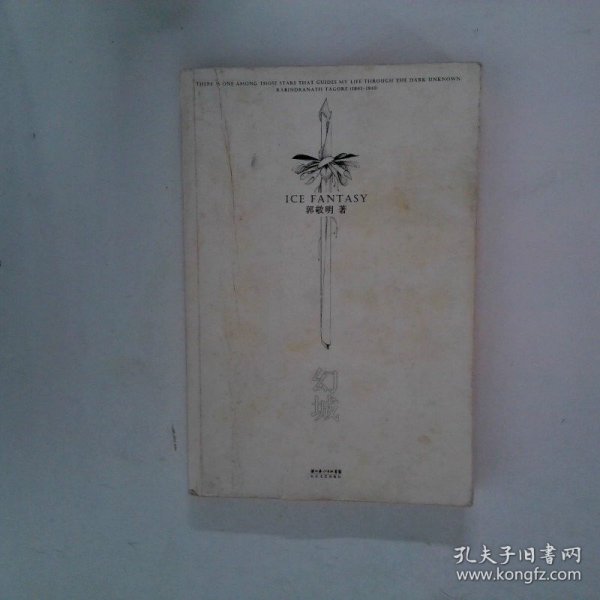 THERE IS ONE AMONG THOSE STARS THAT GUIDES MY LIFE THROUGH THE DARK UNKNOWN.
RABINDRANATH TAGORE (1861-1941)
ICE FANTASY
郭敬明 著
幻
城
孔夫子旧书网
www.kongfz.com